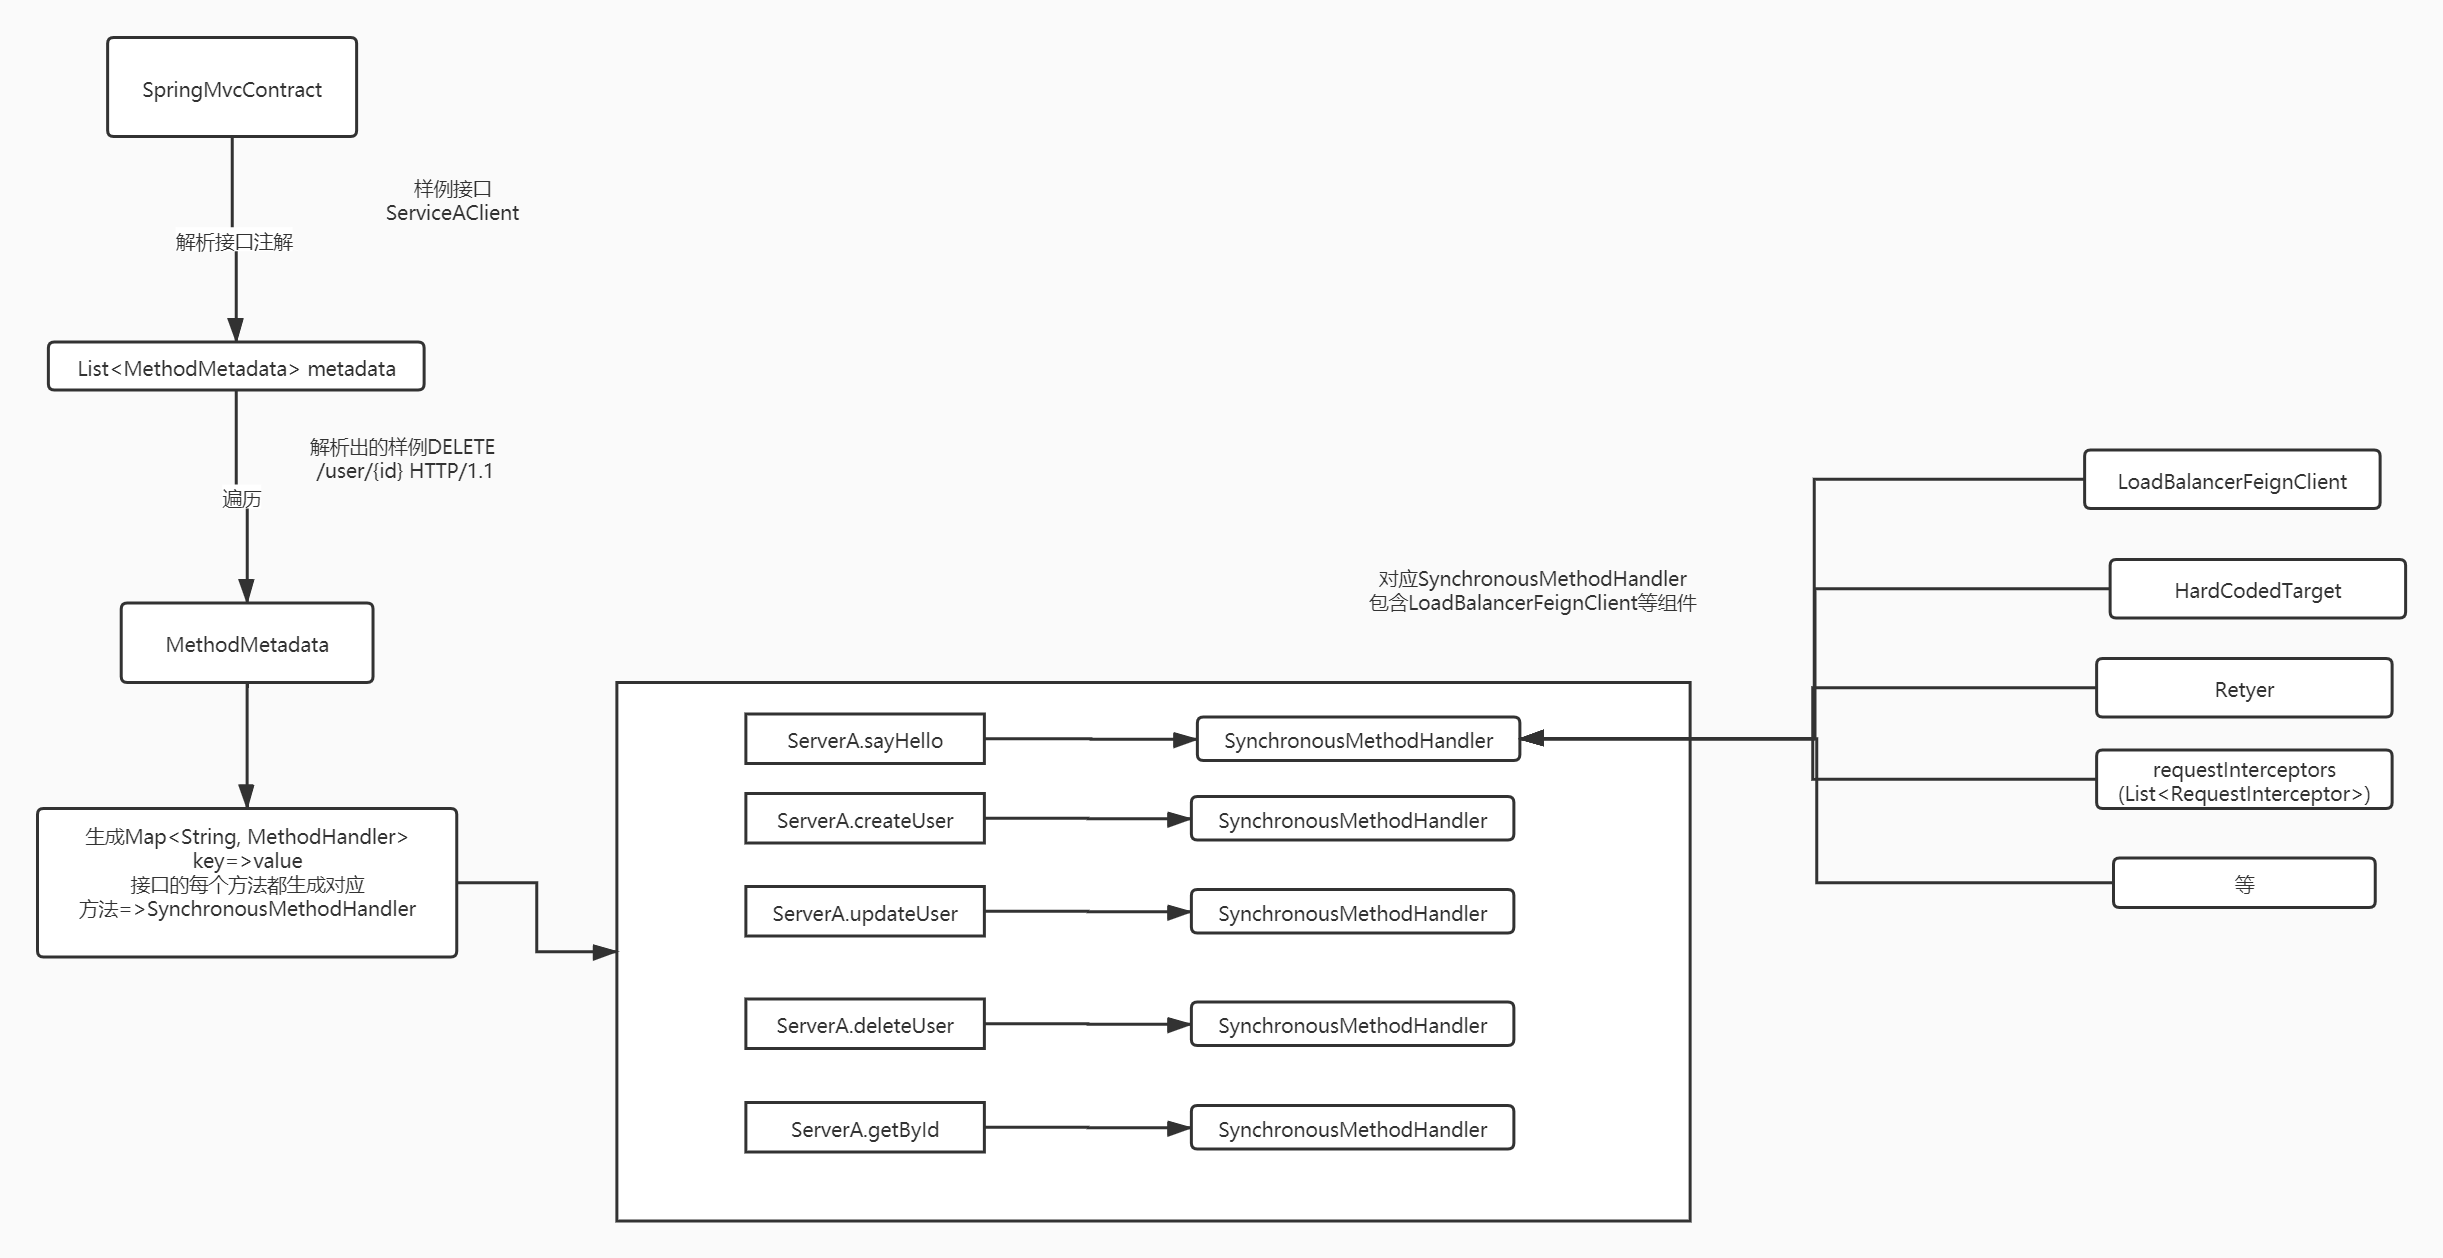 SpringMvcContract
样例接口
ServiceAClient
解析接口注解
List<MethodMetadata> metadata
解析出的样例DELETE
/user/{id} HTTP/1.1
遍历
MethodMetadata
生成Map<String, MethodHandler>
key=>value
接口的每个方法都生成对应
方法=>SynchronousMethodHandler
对应SynchronousMethodHandler
包含LoadBalancerFeignClient等组件
ServerA.sayHello
SynchronousMethodHandler
ServerA.createUser
SynchronousMethodHandler
ServerA.updateUser
SynchronousMethodHandler
ServerA.deleteUser
SynchronousMethodHandler
ServerA.getById
SynchronousMethodHandler
LoadBalancerFeignClient
HardCodedTarget
Retyer
requestInterceptors
(List<RequestInterceptor>)
等